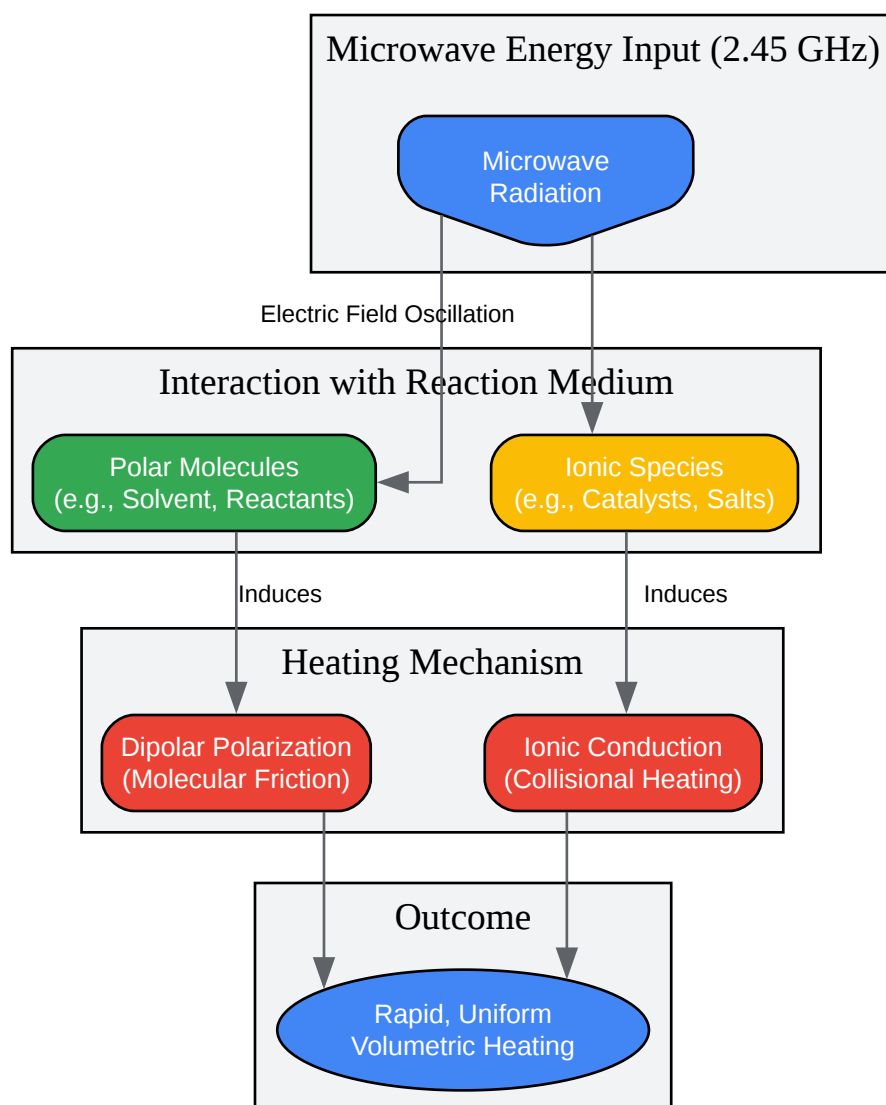 Microwave Energy Input (2.45 GHz)
Microwave
Radiation
Electric Field Oscillation
Interaction with Reaction Medium
Polar Molecules
(e.g., Solvent, Reactants)
Ionic Species
(e.g., Catalysts, Salts)
Induces
Induces
Heating Mechanism
Dipolar Polarization
(Molecular Friction)
Ionic Conduction
(Collisional Heating)
Outcome
Rapid, Uniform
Volumetric Heating